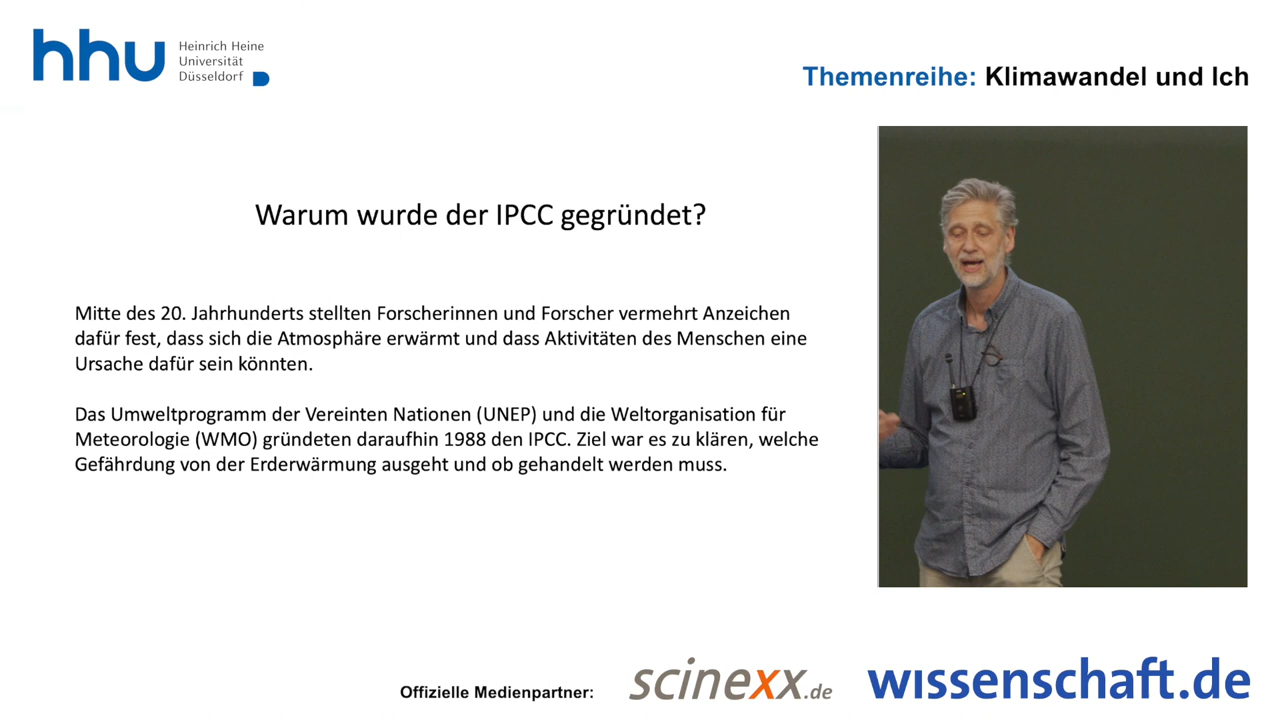 hhu Heinrich Heine
Universität
Düsseldorf
Themenreihe: Klimawandel und Ich
Warum wurde der IPCC gegründet?
Mitte des 20. Jahrhunderts stellten Forscherinnen und Forscher vermehrt Anzeichen
dafür fest, dass sich die Atmosphäre erwärmt und dass Aktivitäten des Menschen eine
Ursache dafür sein könnten.
Das Umweltprogramm der Vereinten Nationen (UNEP) und die Weltorganisation für
Meteorologie (WMO) gründeten daraufhin 1988 den IPCC. Ziel war es zu klären, welche
Gefährdung von der Erderwärmung ausgeht und ob gehandelt werden muss.
Offizielle Medienpartner: scinexx.de wissenschaft.de